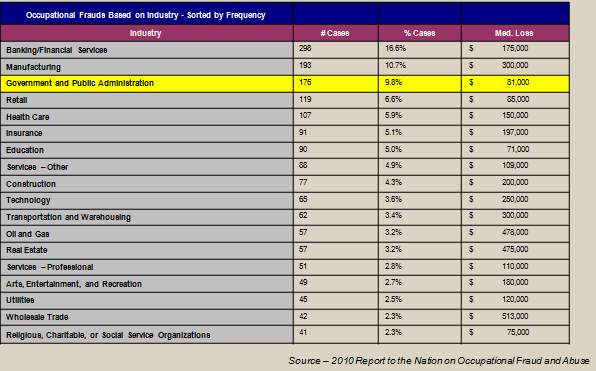 Occupational Frauds Based on Industry - Sorted by Frequency
Industry # Cases % Cases Med. Loss
Banking/Financial Services 298 16.6% $ 175,000
Manufacturing 193 10.7% $ 300,000
Government and Public Administration 176 9.8% $ 81,000
Retail 119 6.6% $ 85,000
Health Care 107 5.9% $ 150,000
Insurance 91 5.1% $ 197,000
Education 90 5.0% $ 71,000
Services – Other 88 4.9% $ 109,000
Construction 77 4.3% $ 200,000
Technology 65 3.6% $ 250,000
Transportation and Warehousing 62 3.4% $ 300,000
Oil and Gas 57 3.2% $ 478,000
Real Estate 57 3.2% $ 475,000
Services – Professional 51 2.8% $ 110,000
Arts, Entertainment, and Recreation 49 2.7% $ 180,000
Utilities 45 2.5% $ 120,000
Wholesale Trade 42 2.3% $ 513,000
Religious, Charitable, or Social Service Organizations 41 2.3% $ 75,000
Source – 2010 Report to the Nation on Occupational Fraud and Abuse